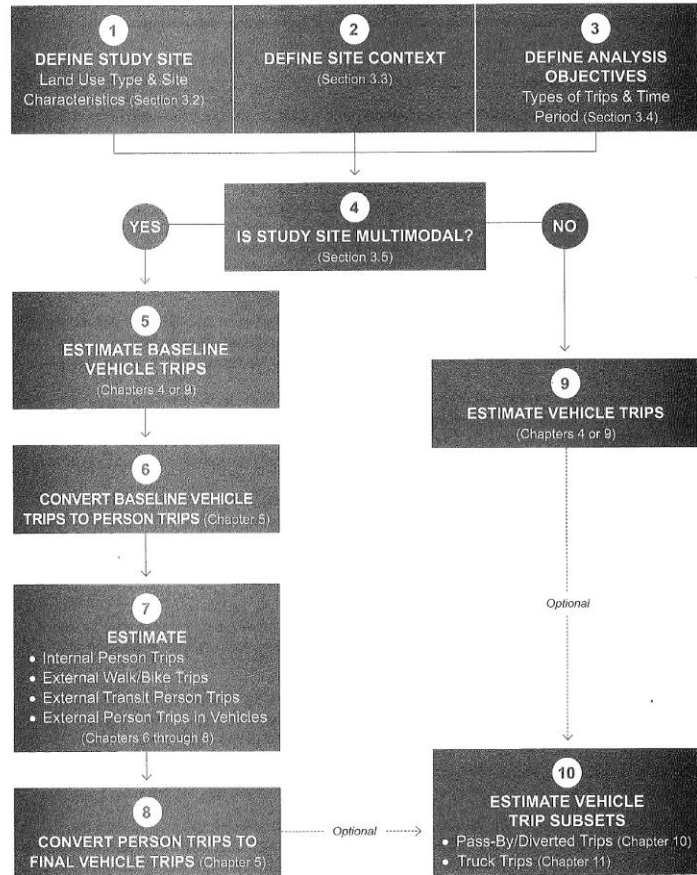 1
DEFINE STUDY SITE
Land Use Type & Site
Characteristics (Section 3.2)
2
DEFINE SITE CONTEXT
(Section 3.3)
3
DEFINE ANALYSIS
OBJECTIVES
Types of Trips & Time
Period (Section 3.4)
4
IS STUDY SITE MULTIMODAL?
(Section 3.5)
YES
NO
5
ESTIMATE BASELINE
VEHICLE TRIPS
(Chapters 4 or 9)
6
CONVERT BASELINE VEHICLE
TRIPS TO PERSON TRIPS (Chapter 5)
7
ESTIMATE
• Internal Person Trips
• External Walk/Bike Trips
• External Transit Person Trips
• External Person Trips in Vehicles
(Chapters 6 through 8)
8
CONVERT PERSON TRIPS TO
FINAL VEHICLE TRIPS (Chapter 5)
Optional
9
ESTIMATE VEHICLE TRIPS
(Chapters 4 or 9)
Optional
10
ESTIMATE VEHICLE
TRIP SUBSETS
• Pass-By/Diverted Trips (Chapter 10)
• Truck Trips (Chapter 11)